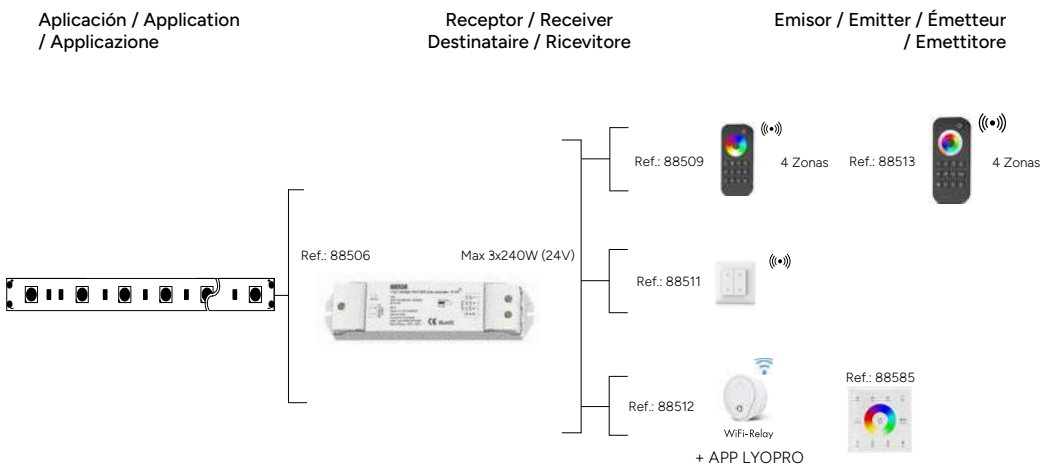 Aplicación / Application
/ Applicazione
Receptor / Receiver
Destinataire / Ricevitore
Emisor / Emitter / Émetteur
/ Emettitore
Ref.: 88509
4 Zonas
Ref.: 88513
4 Zonas
Ref.: 88506
Max 3x240W (24V)
88506
Ref.: 88511
Ref.: 88512
WiFi-Relay
+ APP LYOPRO
Ref.: 88585